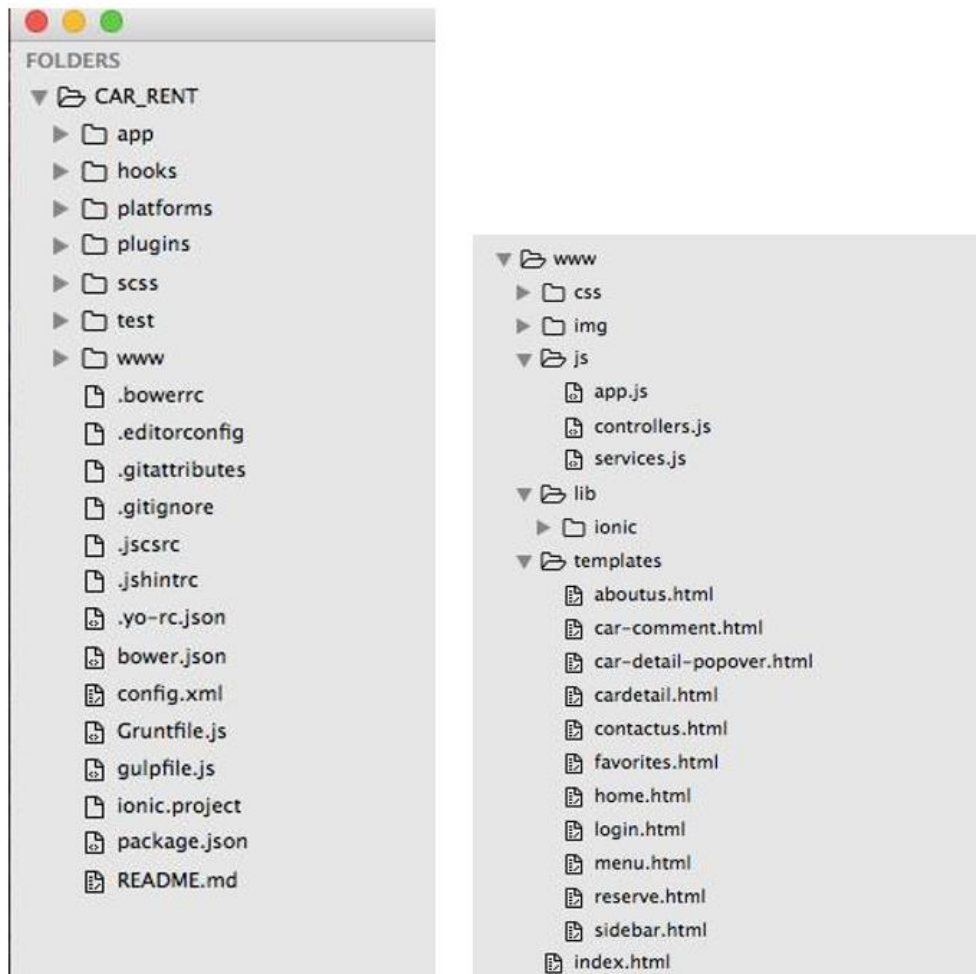 FOLDERS
CAR_RENT
app
hooks
platforms
plugins
scss
test
www
.bowerrc
.editorconfig
.gitattributes
.gitignore
.jscsrc
.jshintrc
.yo-rc.json
bower.json
config.xml
Gruntfile.js
gulpfile.js
ionic.project
package.json
README.md
www
css
img
js
app.js
controllers.js
services.js
lib
ionic
templates
aboutus.html
car-comment.html
car-detail-popover.html
cardetail.html
contactus.html
favorites.html
home.html
login.html
menu.html
reserve.html
sidebar.html
index.html